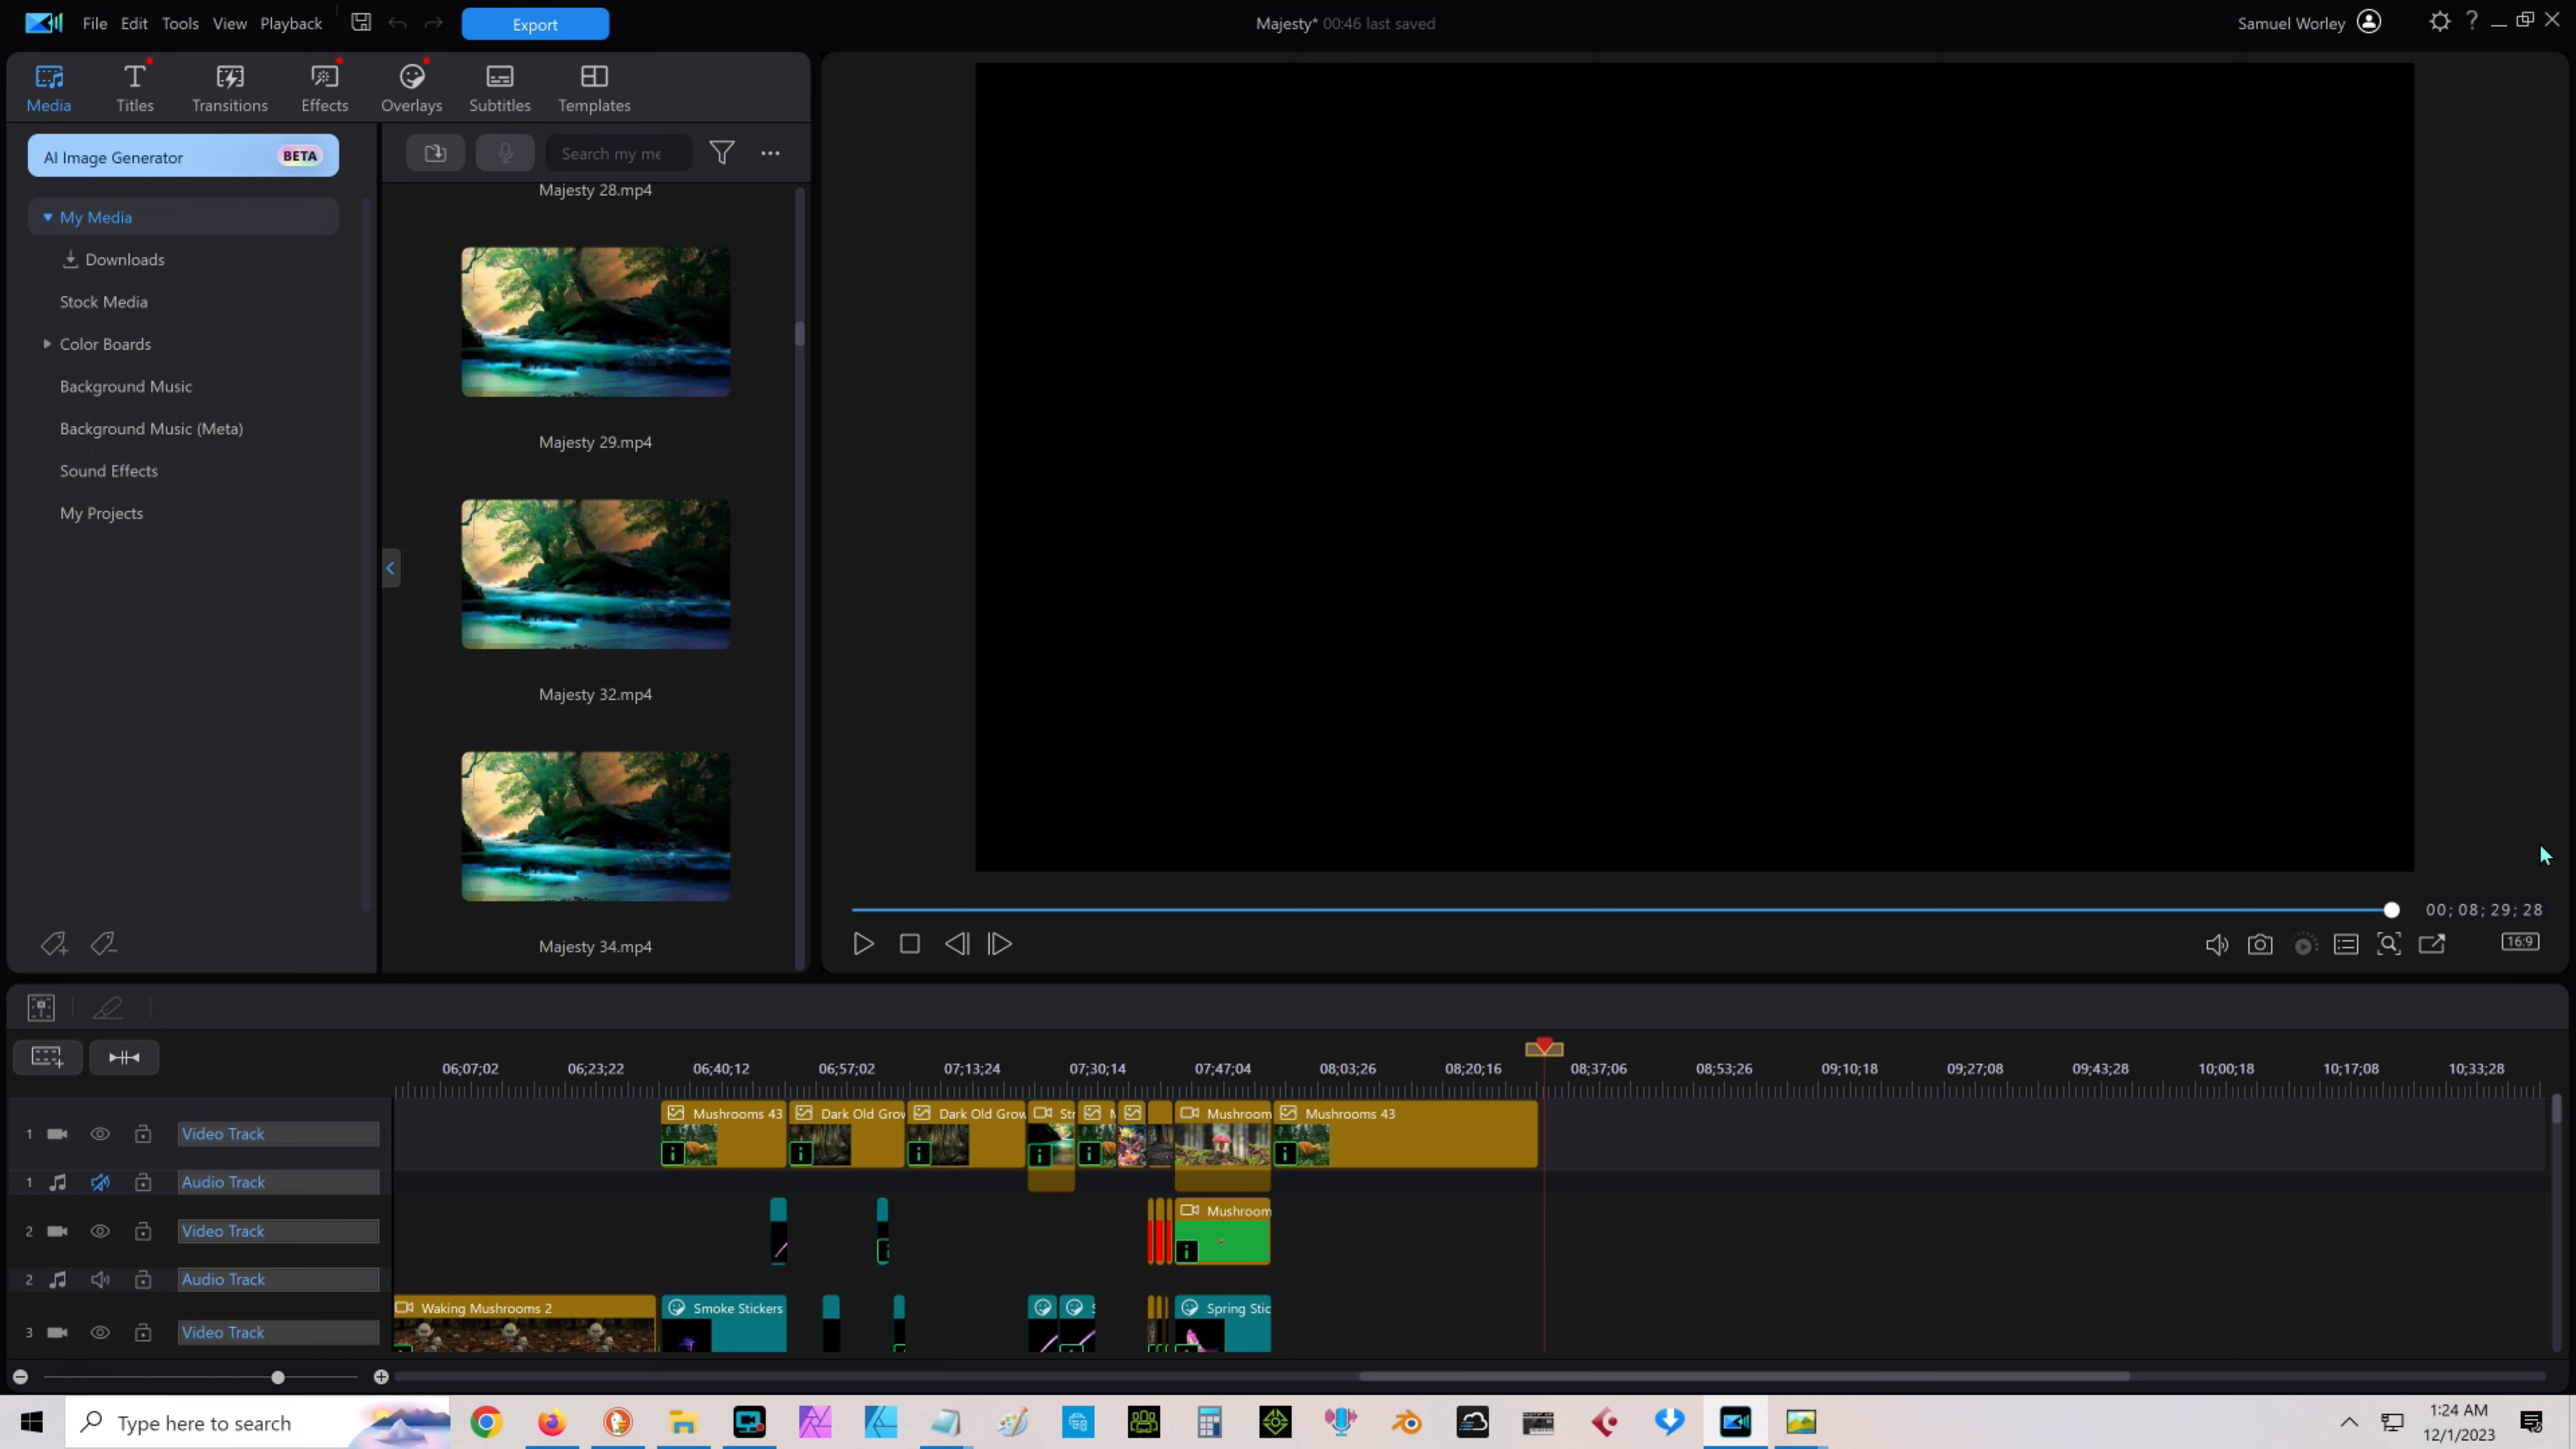 File Edit Tools View Playback Export Majesty* 00:46 last saved Samuel Worley
Media Titles Transitions Effects Overlays Subtitles Templates
AI Image Generator BETA
Search my me
My Media
Downloads
Stock Media
Color Boards
Background Music
Background Music (Meta)
Sound Effects
My Projects
Majesty 28.mp4
Majesty 29.mp4
Majesty 32.mp4
Majesty 34.mp4
00; 08; 29; 28
16:9
06;07;02 06;23;22 06;40;12 06;57;02 07;13;24 07;30;14 07;47;04 08;03;26 08;20;16 08;37;06 08;53;26 09;10;18 09;27;08 09;43;28 10;00;18 10;17;08 10;33;28
1 Video Track Mushrooms 43 Dark Old Grow Dark Old Grow Str Mushroom Mushrooms 43
1 Audio Track
2 Video Track Mushroom
2 Audio Track
3 Video Track Waking Mushrooms 2 Smoke Stickers Spring Stic
Type here to search
1:24 AM
12/1/2023